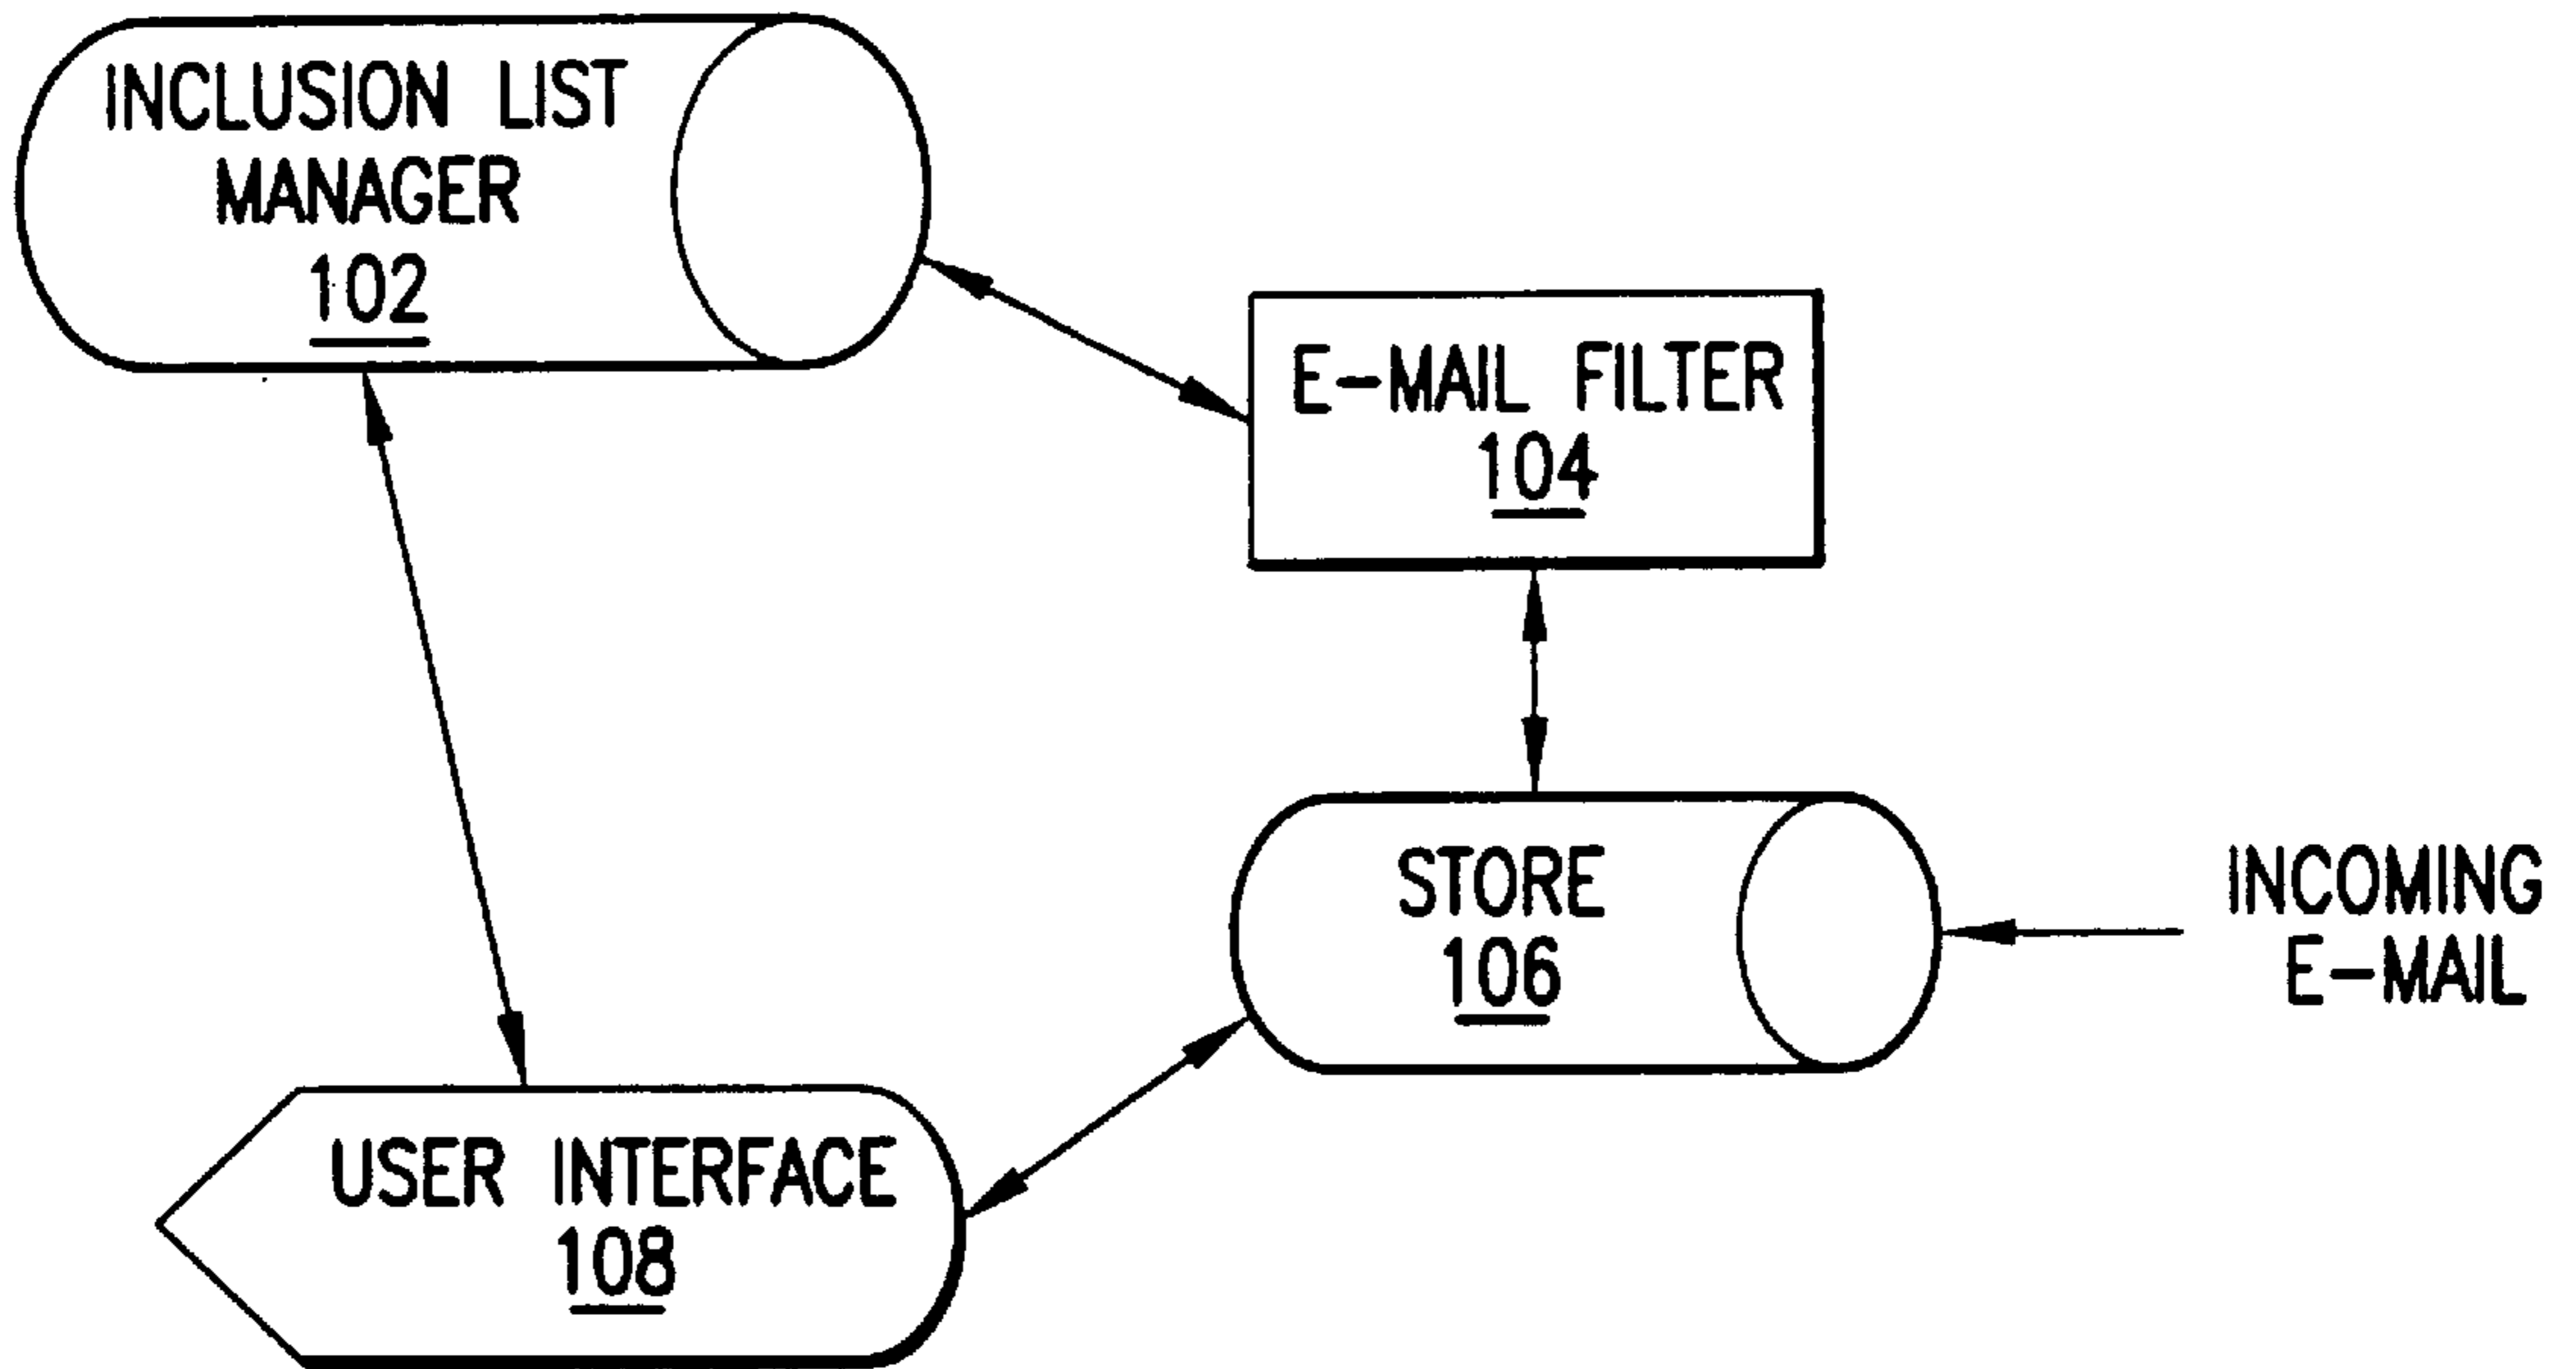 INCLUSION LIST
MANAGER
102
E-MAIL FILTER
104
STORE
106
INCOMING
E-MAIL
USER INTERFACE
108